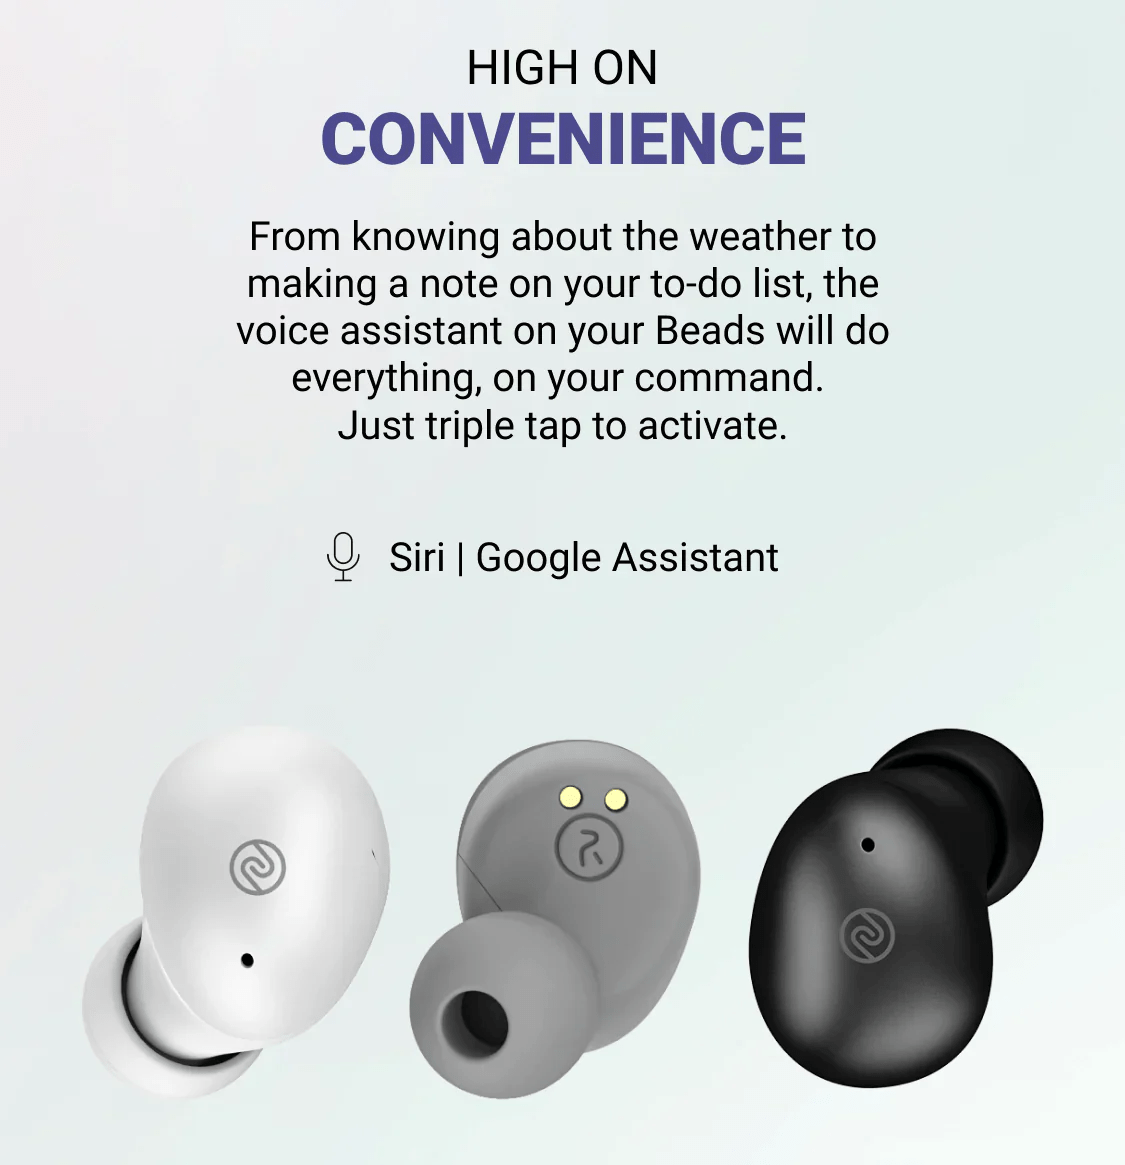 HIGH ON
CONVENIENCE
From knowing about the weather to
making a note on your to-do list, the
voice assistant on your Beads will do
everything, on your command.
Just triple tap to activate.
Siri | Google Assistant
R